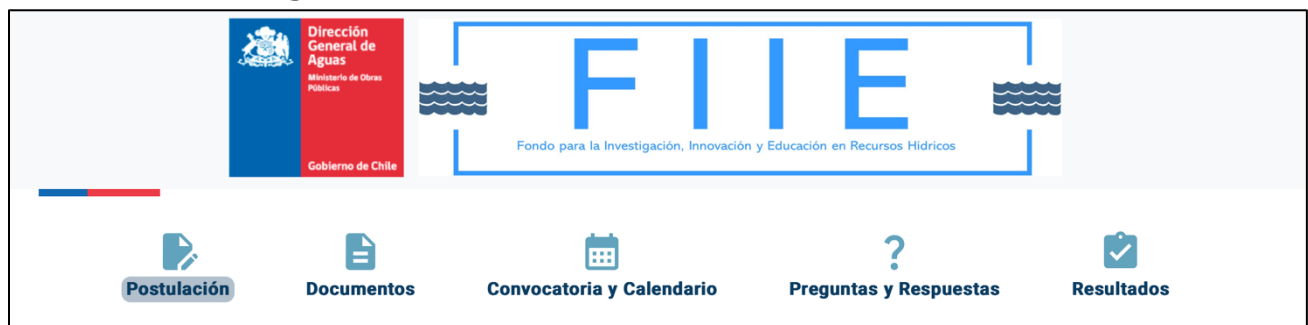 Dirección
General de
Aguas
Ministerio de Obras
Públicas
Gobierno de Chile
FIIE
Fondo para la Investigación, Innovación y Educación en Recursos Hídricos
Postulación
Documentos
Convocatoria y Calendario
Preguntas y Respuestas
Resultados